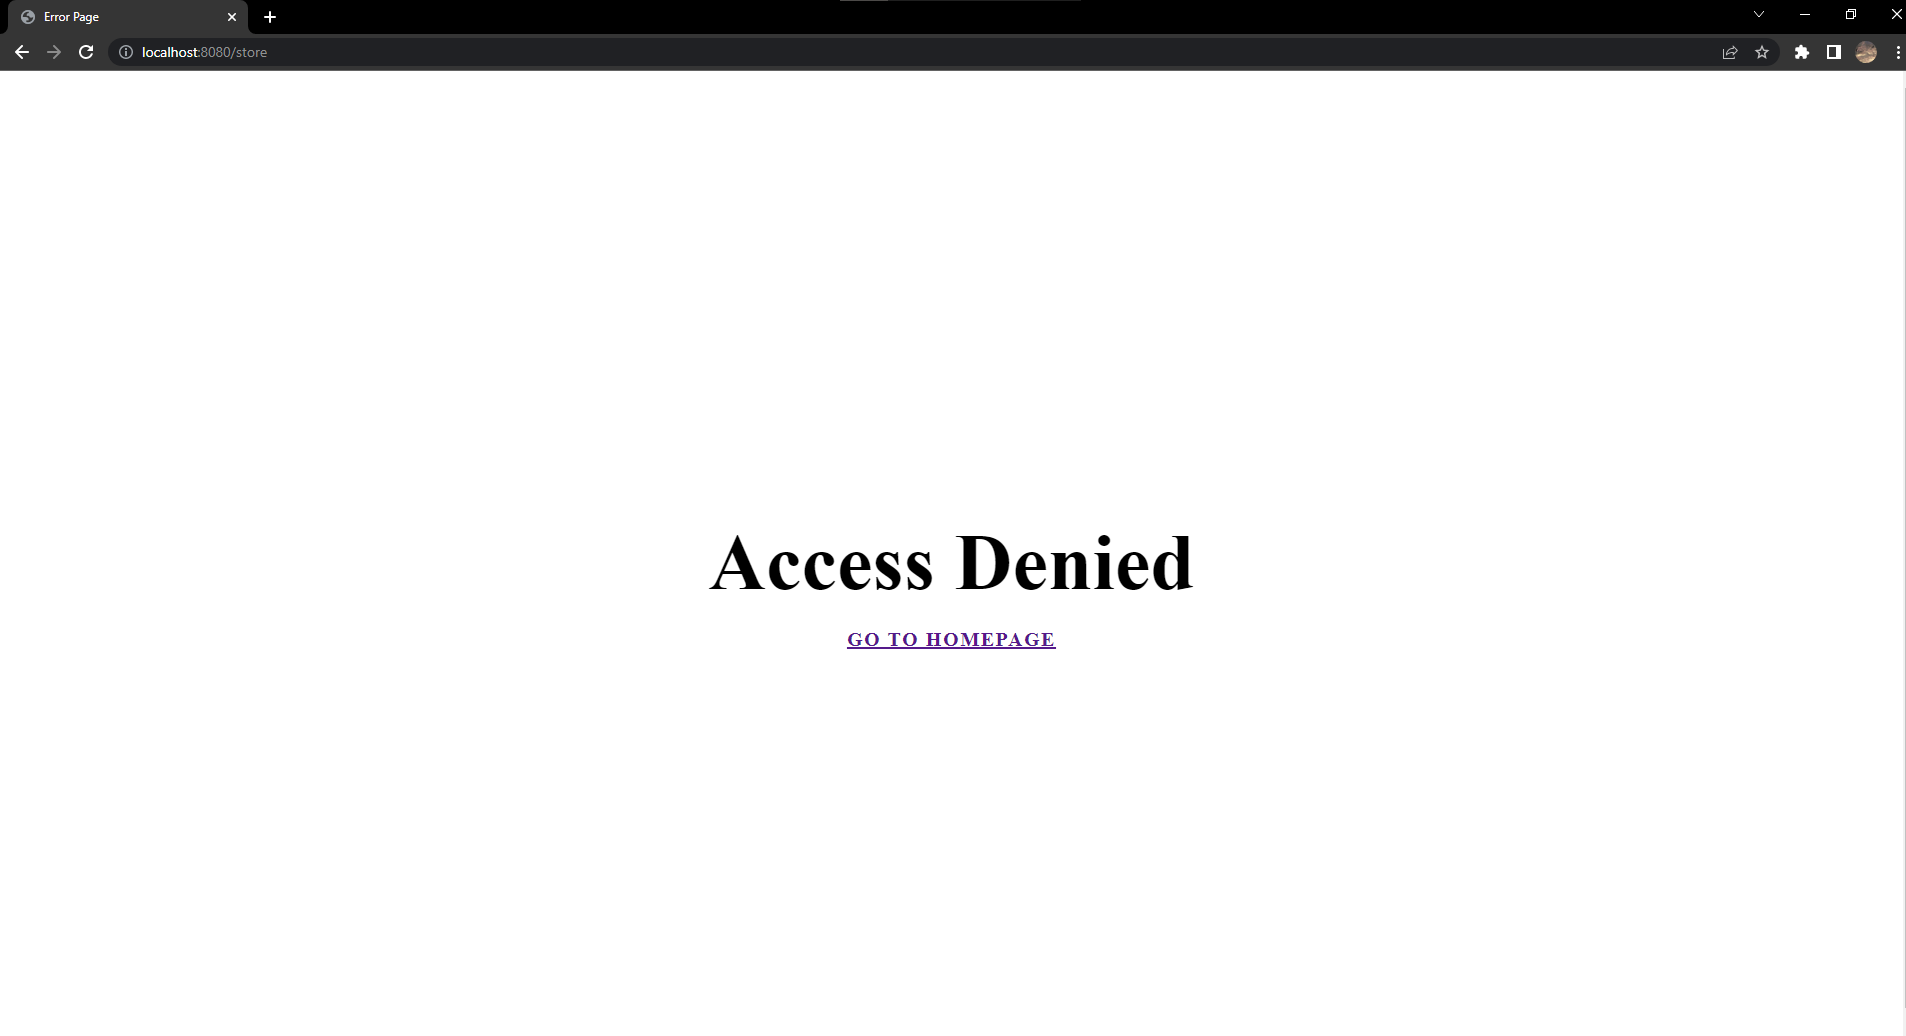 Error Page
localhost:8080/store
Access Denied
GO TO HOMEPAGE